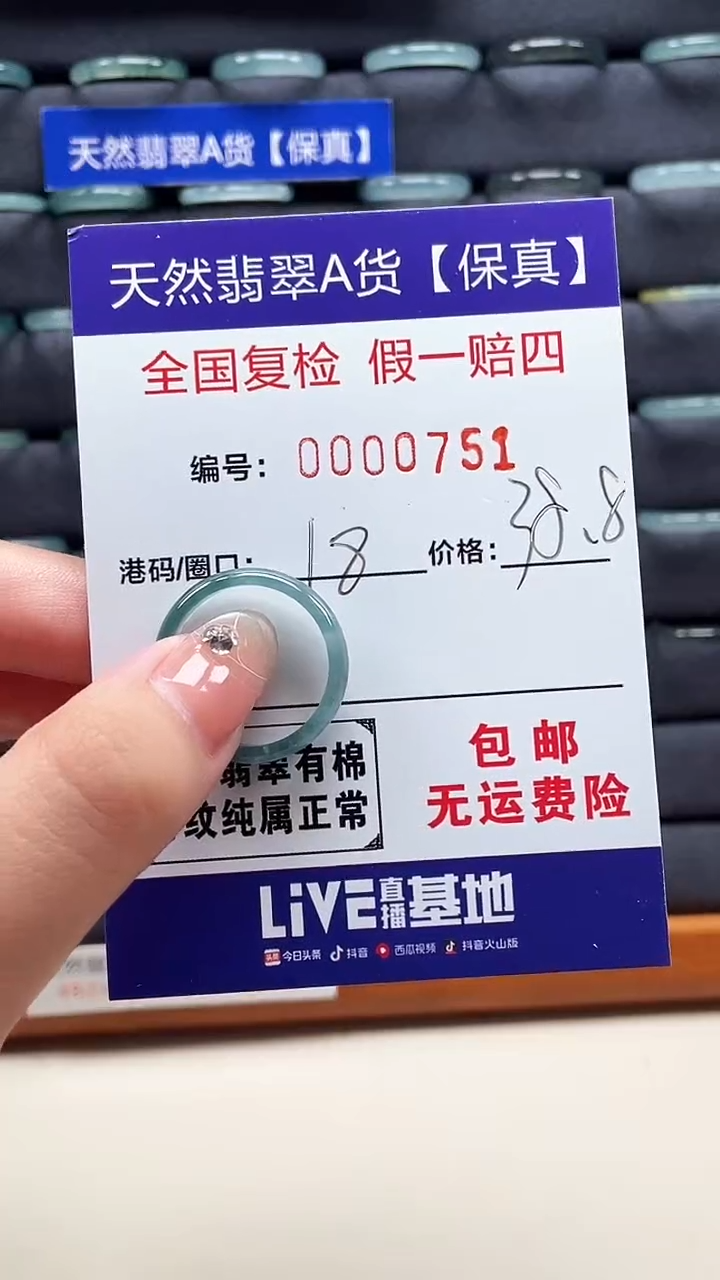 天然翡翠A货【保真】
天然翡翠A货【保真】
全国复检 假一赔四
编号：0000751
港码/圈口：18 价格：38.8
翡翠有棉
纹纯属正常
包邮
无运费险
LiVE直播基地
今日头条 抖音 西瓜视频 抖音火山版